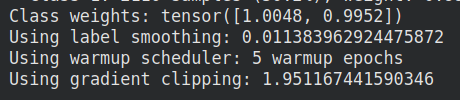 Class weights: tensor([1.0048, 0.9952])
Using label smoothing: 0.011383962924475872
Using warmup scheduler: 5 warmup epochs
Using gradient clipping: 1.951167441590346